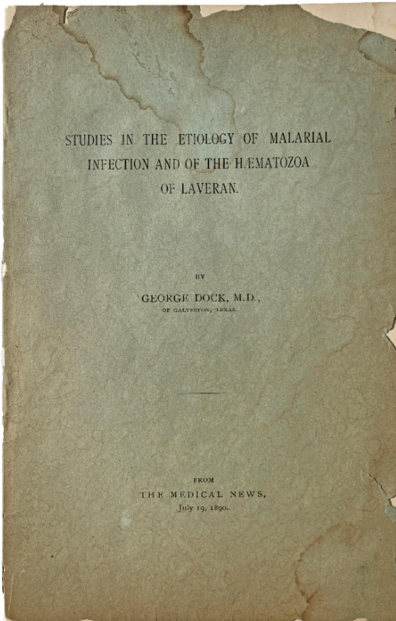 STUDIES IN THE ETIOLOGY OF MALARIAL
INFECTION AND OF THE HÆMATOZOA
OF LAVERAN.
BY
GEORGE DOCK, M.D.,
OF GALVESTON, TEXAS.
FROM
THE MEDICAL NEWS,
July 19, 1890.